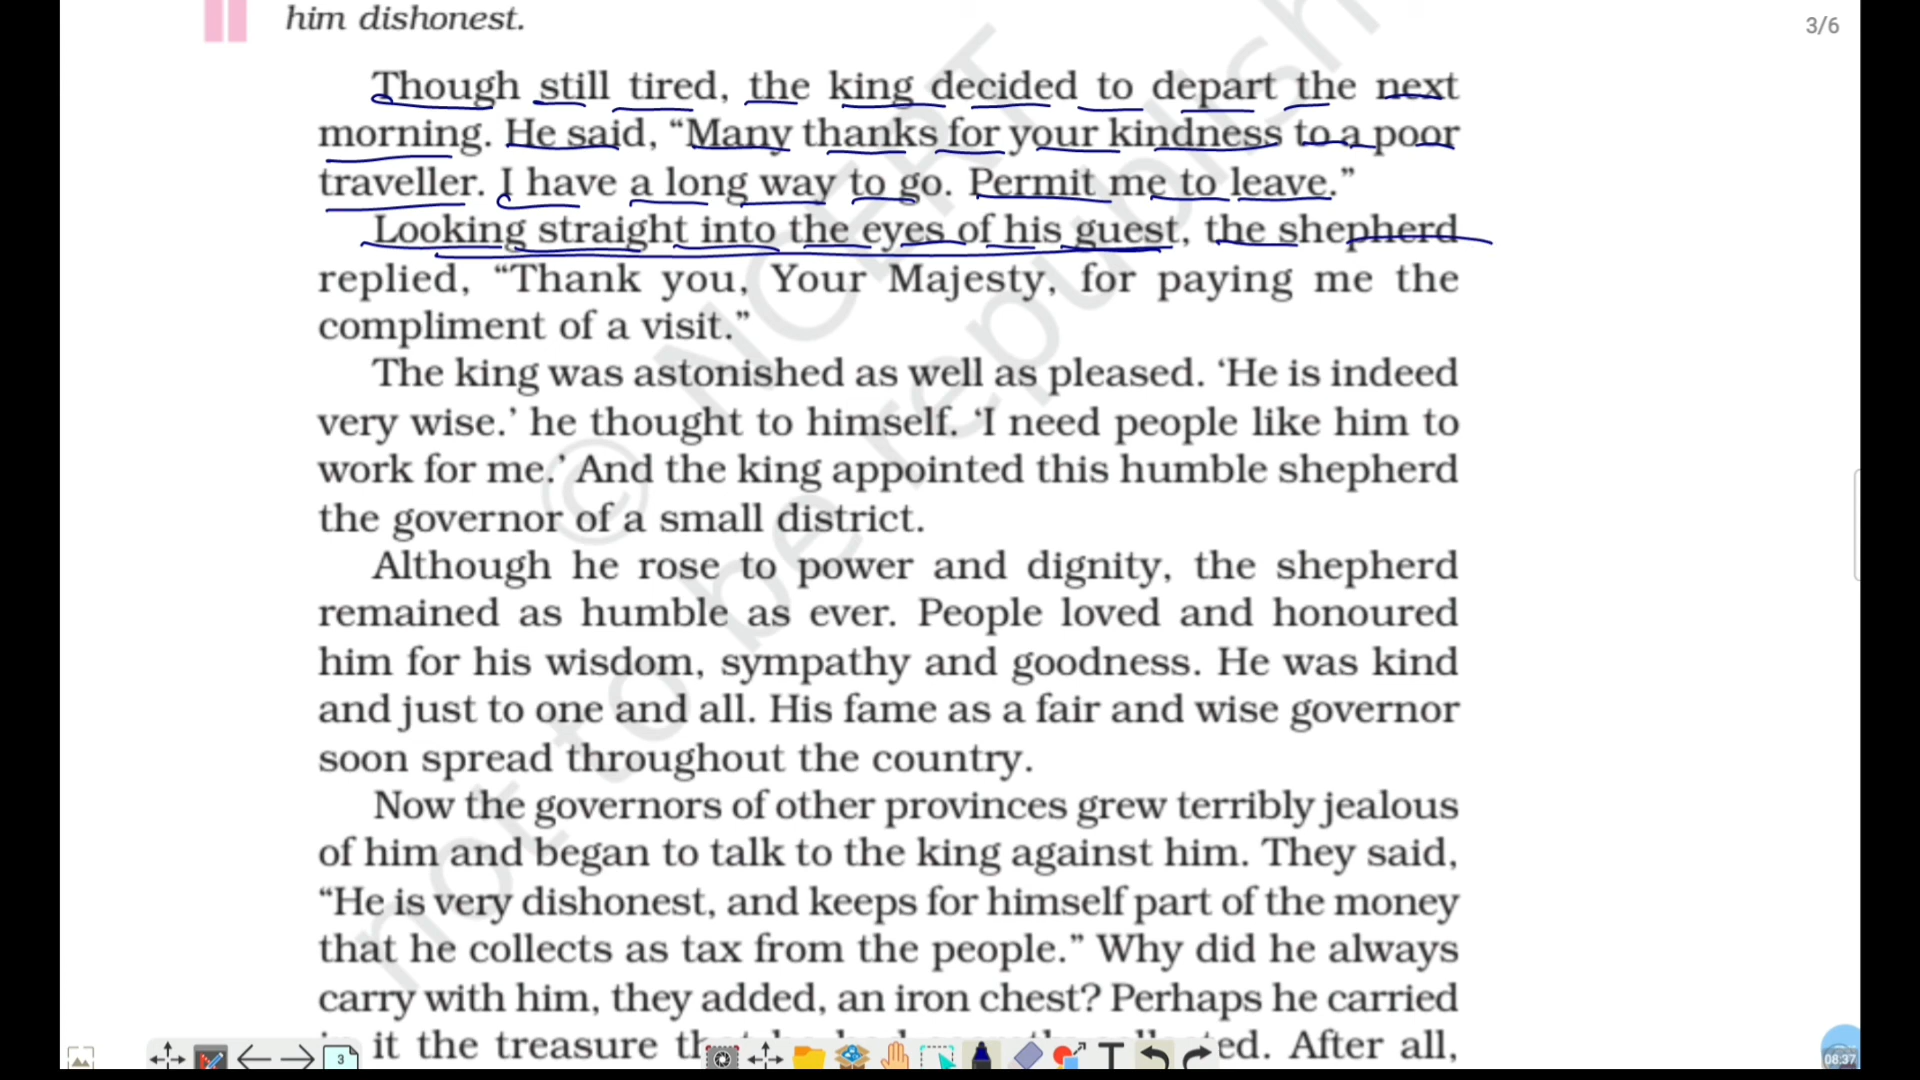 him dishonest.
3/6
Though still tired, the king decided to depart the next
morning. He said, “Many thanks for your kindness to a poor
traveller. I have a long way to go. Permit me to leave.”
Looking straight into the eyes of his guest, the shepherd
replied, “Thank you, Your Majesty, for paying me the
compliment of a visit.”
The king was astonished as well as pleased. ‘He is indeed
very wise.’ he thought to himself. ‘I need people like him to
work for me.’ And the king appointed this humble shepherd
the governor of a small district.
Although he rose to power and dignity, the shepherd
remained as humble as ever. People loved and honoured
him for his wisdom, sympathy and goodness. He was kind
and just to one and all. His fame as a fair and wise governor
soon spread throughout the country.
Now the governors of other provinces grew terribly jealous
of him and began to talk to the king against him. They said,
“He is very dishonest, and keeps for himself part of the money
that he collects as tax from the people.” Why did he always
carry with him, they added, an iron chest? Perhaps he carried
it the treasure After all,
© NCERT
not to be republish
3
T
08:37